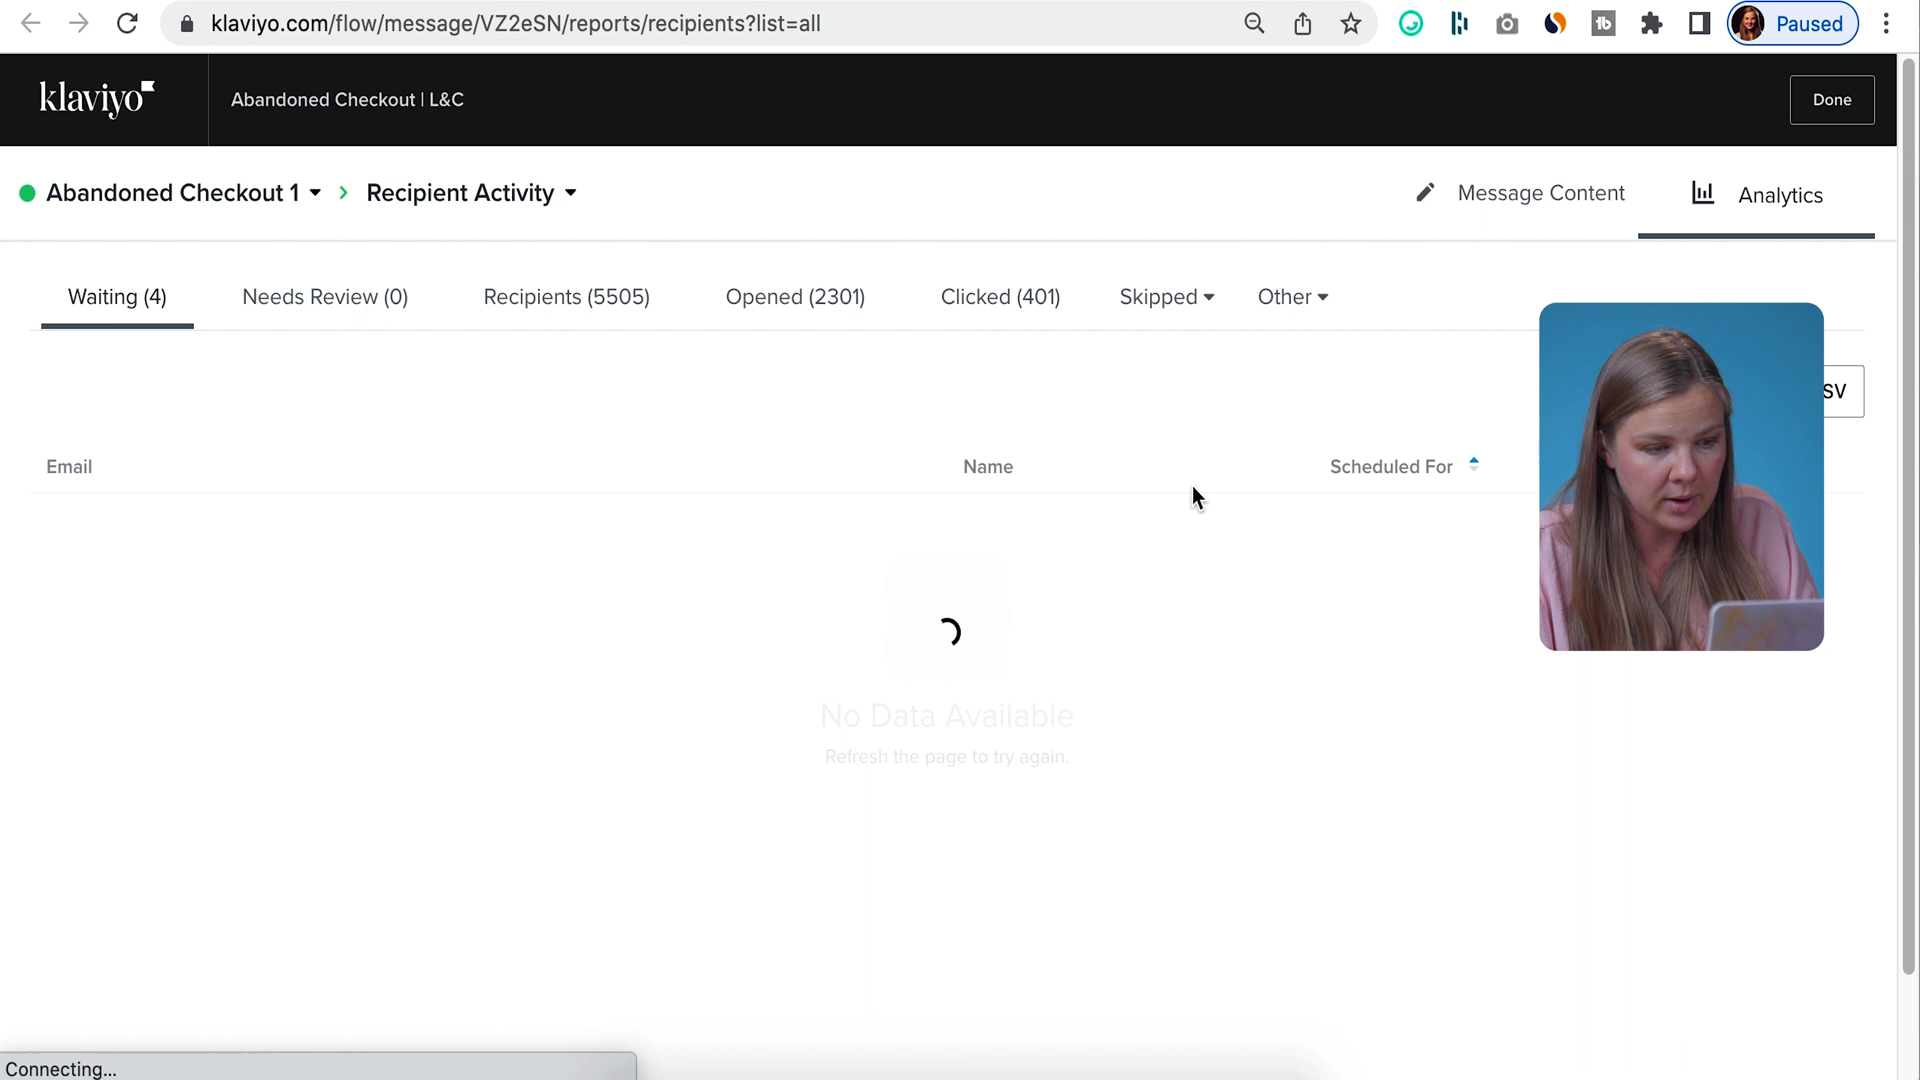 klaviyo.com/flow/message/VZ2eSN/reports/recipients?list=all
tb
Paused
klaviyo
Abandoned Checkout | L&C
Done
Abandoned Checkout 1
Recipient Activity
Message Content
Analytics
Waiting (4)
Needs Review (0)
Recipients (5505)
Opened (2301)
Clicked (401)
Skipped
Other
SV
Email
Name
Scheduled For
No Data Available
Refresh the page to try again.
Connecting...